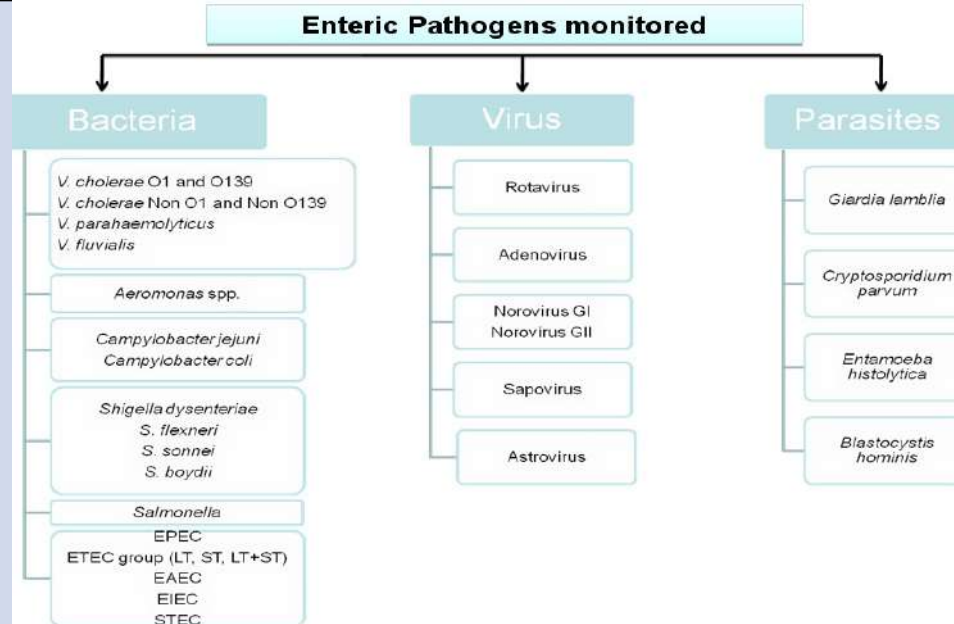 Enteric Pathogens monitored
Bacteria
V. cholerae O1 and O139
V. cholerae Non O1 and Non O139
V. parahaemolyticus
V. fluvialis
Aeromonas spp.
Campylobacter jejuni
Campylobacter coli
Shigella dysenteriae
S. flexneri
S. sonnei
S. boydii
Salmonella
EPEC
ETEC group (LT, ST, LT+ST)
EAEC
EIEC
STEC
Virus
Rotavirus
Adenovirus
Norovirus GI
Norovirus GII
Sapovirus
Astrovirus
Parasites
Giardia lamblia
Cryptosporidium
parvum
Entamoeba
histolytica
Blastocystis
hominis